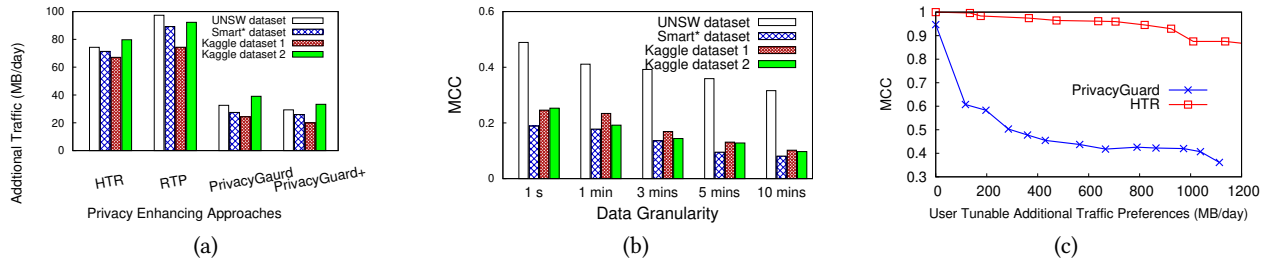 Addtional Traffic (MB/day)
100
80
60
40
20
0
UNSW dataset
Smart* dataset
Kaggle dataset 1
Kaggle dataset 2
HTR
RTP
PrivacyGaurd
PrivacyGuard+
Privacy Enhancing Approaches
(a)
MCC
0.6
0.4
0.2
0
UNSW dataset
Smart* dataset
Kaggle dataset 1
Kaggle dataset 2
1 s
1 min
3 mins
5 mins
10 mins
Data Granularity
(b)
MCC
1
0.9
0.8
0.7
0.6
0.5
0.4
0.3
PrivacyGuard
HTR
0 200 400 600 800 1000 1200
User Tunable Additional Traffic Preferences (MB/day)
(c)